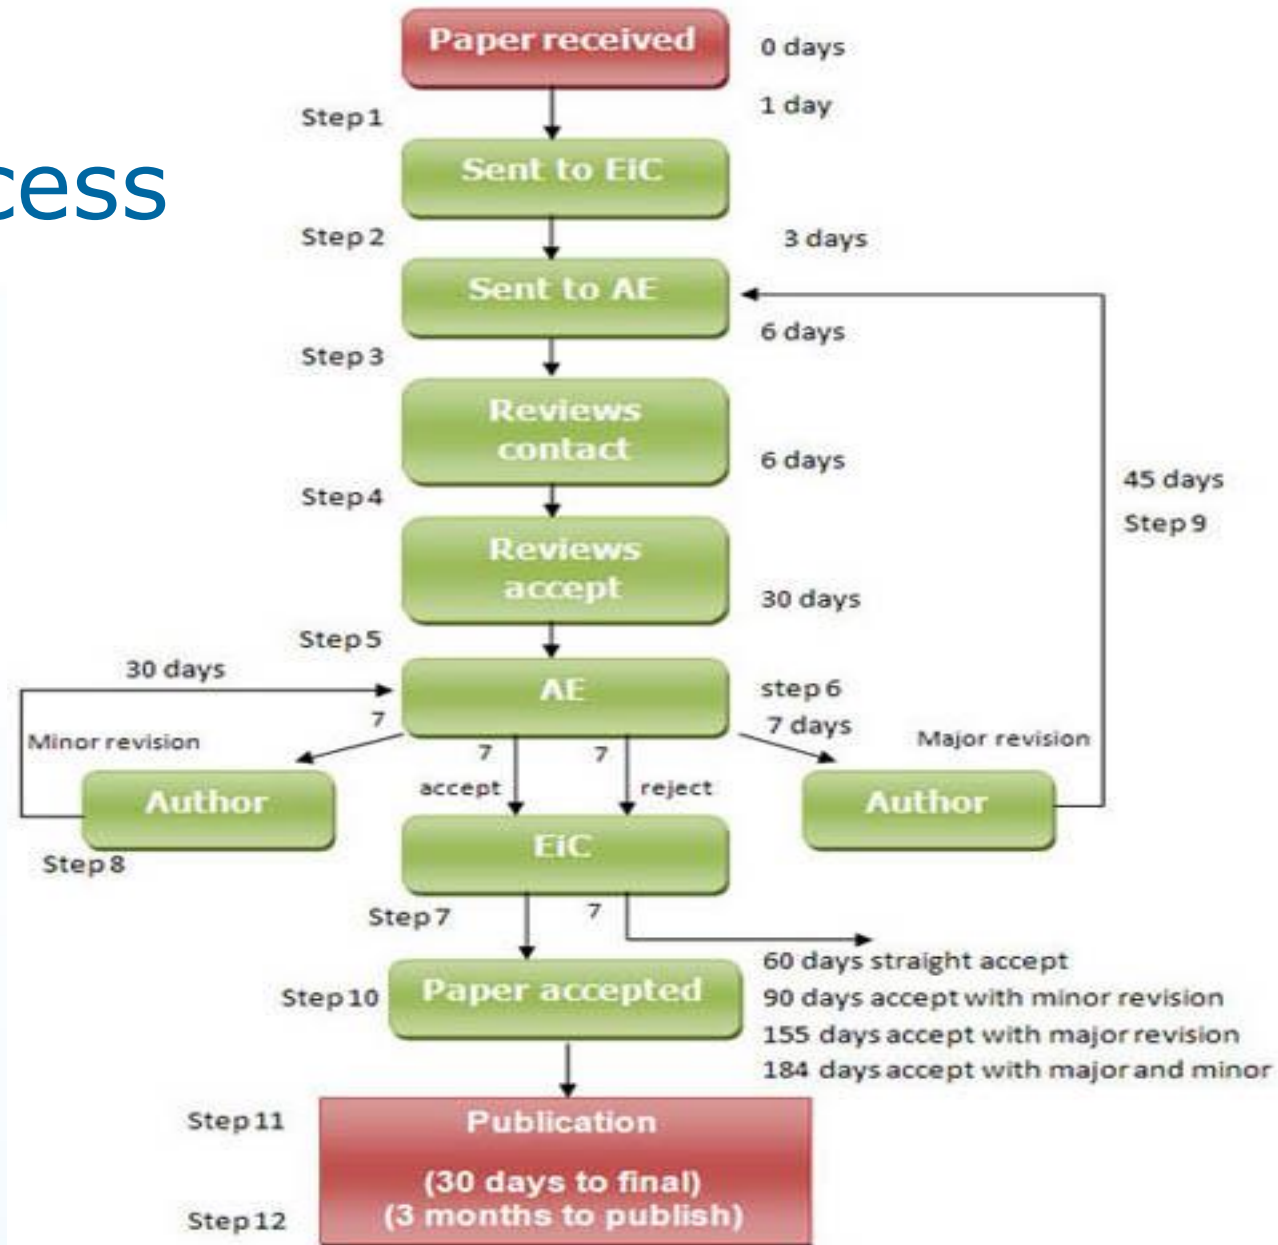 Paper received
0 days
1 day
Step 1
cess
Sent to EiC
Step 2
3 days
Sent to AE
6 days
Step 3
Reviews
contact
6 days
45 days
Step 4
Step 9
Reviews
accept
30 days
Step 5
30 days
AE
step 6
7
7 days
Minor revision
7
7
Major revision
accept
reject
Author
Author
EiC
Step 8
Step 7
7
60 days straight accept
Step 10
Paper accepted
90 days accept with minor revision
155 days accept with major revision
184 days accept with major and minor
Step 11
Publication
(30 days to final)
(3 months to publish)
Step 12